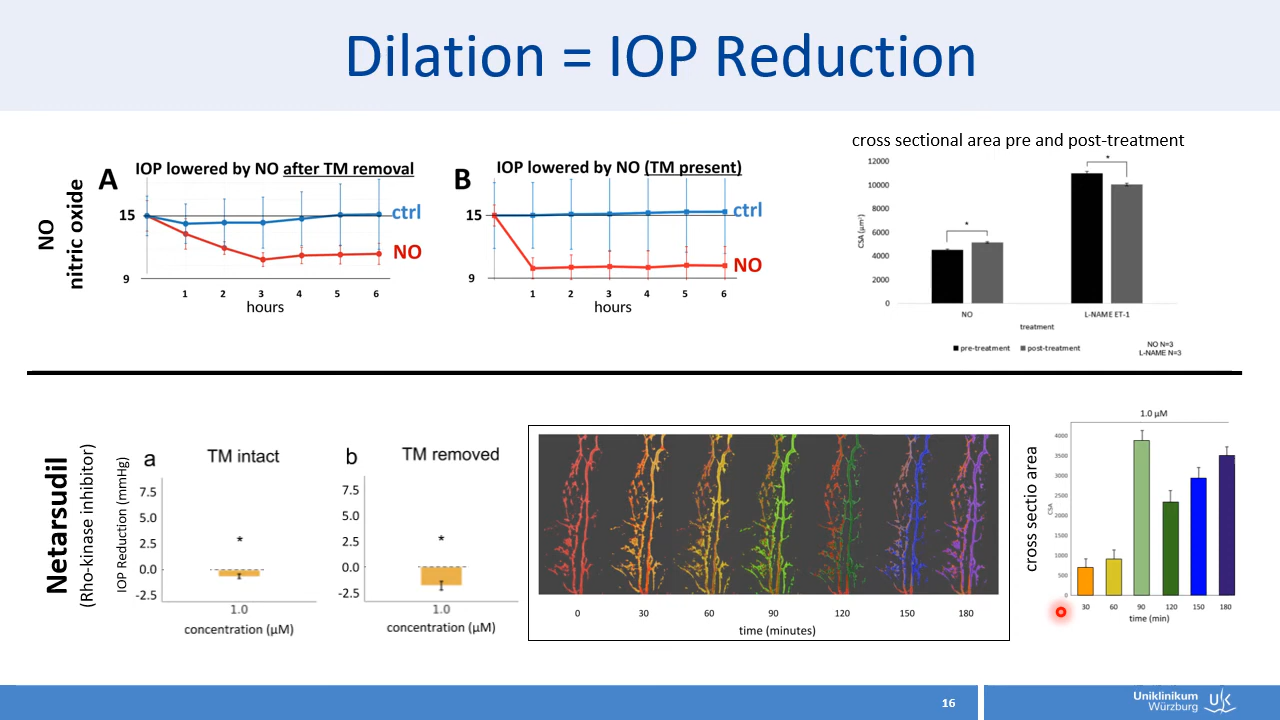 Dilation = IOP Reduction
NO
nitric oxide
A
IOP lowered by NO after TM removal
15
9
ctrl
NO
1 2 3 4 5 6
hours
B
IOP lowered by NO (TM present)
15
9
ctrl
NO
1 2 3 4 5 6
hours
cross sectional area pre and post-treatment
CSA (µm²)
12000
10000
8000
6000
4000
2000
0
*
*
NO
L-NAME ET-1
treatment
pre-treatment
post-treatment
NO N=3
L-NAME N=3
Netarsudil
(Rho-kinase inhibitor)
IOP Reduction (mmHg)
a
TM intact
7.5
5.0
2.5
0.0
-2.5
*
1.0
concentration (µM)
b
TM removed
7.5
5.0
2.5
0.0
-2.5
*
1.0
concentration (µM)
0 30 60 90 120 150 180
time (minutes)
cross sectio area
1.0 µM
CSA
4000
3500
3000
2500
2000
1500
1000
500
0
30 60 90 120 150 180
time (min)
16
Uniklinikum
Würzburg
UK